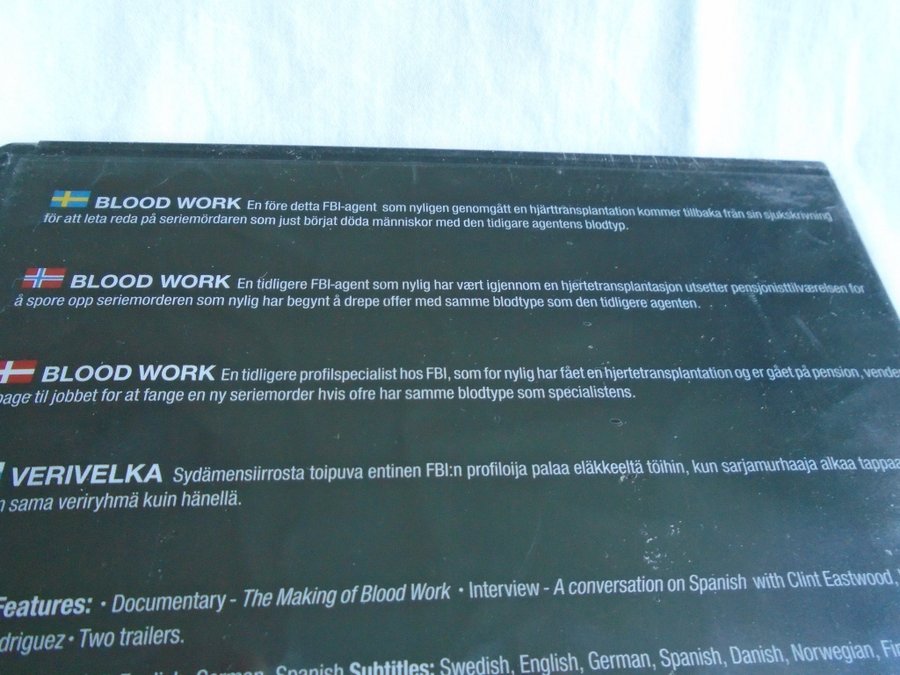 BLOOD WORK En före detta FBI-agent som nyligen genomgått en hjärttransplantation kommer tillbaka från sin sjukskrivning
för att leta reda på seriemördaren som just börjat döda människor med den tidigare agentens blodtyp.
BLOOD WORK En tidligere FBI-agent som nylig har vært igjennom en hjertetransplantasjon utsetter pensjonisttilværelsen for
å spore opp seriemorderen som nylig har begynt å drepe offer med samme blodtype som den tidligere agenten.
BLOOD WORK En tidligere profilspecialist hos FBI, som for nylig har fået en hjertetransplantation og er gået på pension, vender
bage til jobbet for at fange en ny seriemorder hvis ofre har samme blodtype som specialistens.
VERIVELKA Sydämensiirrosta toipuva entinen FBI:n profiloija palaa eläkkeeltä töihin, kun sarjamurhaaja alkaa tappaa
sama veriryhmä kuin hänellä.
Features: · Documentary - The Making of Blood Work · Interview - A conversation on Spanish with Clint Eastwood,
driguez · Two trailers.
German, Spanish Subtitles: Swedish, English, German, Spanish, Danish, Norwegian,